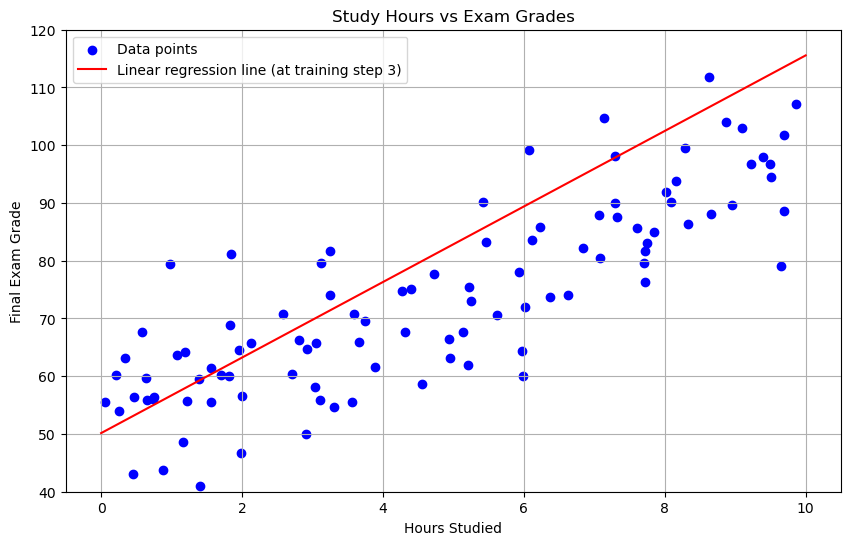 Study Hours vs Exam Grades
Data points
Linear regression line (at training step 3)
120
110
100
90
80
70
60
50
40
Final Exam Grade
0 2 4 6 8 10
Hours Studied